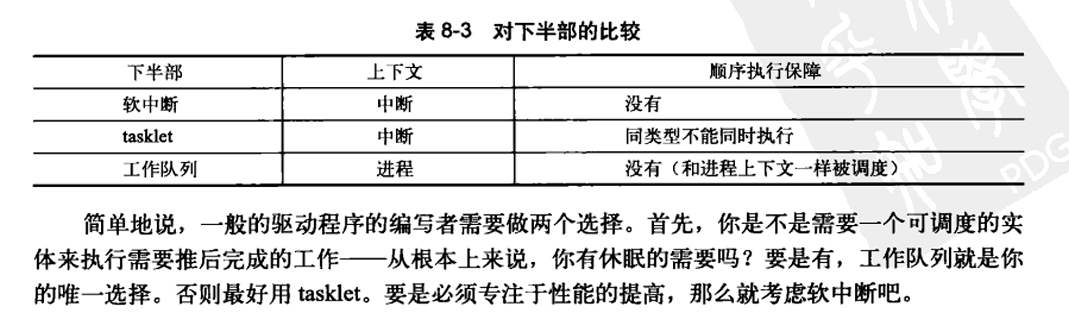 表 8-3 对下半部的比较
下半部 上下文 顺序执行保障
软中断 中断 没有
tasklet 中断 同类型不能同时执行
工作队列 进程 没有（和进程上下文一样被调度）
简单地说，一般的驱动程序的编写者需要做两个选择。首先，你是不是需要一个可调度的实
体来执行需要推后完成的工作——从根本上来说，你有休眠的需要吗？要是有，工作队列就是你
的唯一选择。否则最好用 tasklet。要是必须专注于性能的提高，那么就考虑软中断吧。
PDG